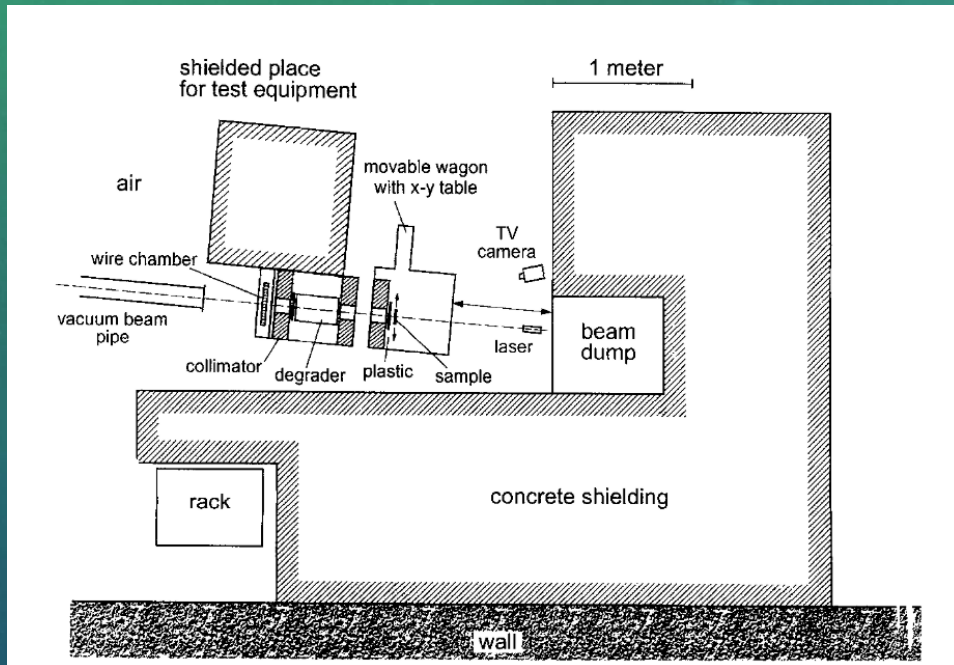 shielded place
for test equipment
1 meter
movable wagon
with x-y table
air
TV
camera
wire chamber
vacuum beam
pipe
collimator
degrader
plastic
sample
laser
beam
dump
rack
concrete shielding
wall